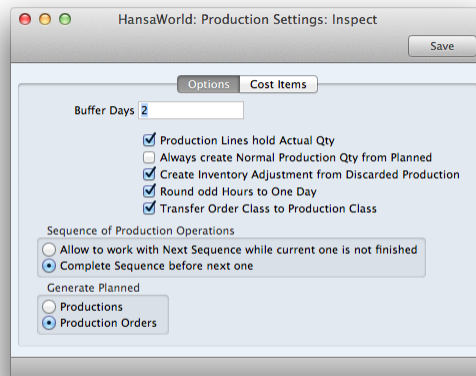 HansaWorld: Production Settings: Inspect
Save
Options Cost Items
Buffer Days 2
Production Lines hold Actual Qty
Always create Normal Production Qty from Planned
Create Inventory Adjustment from Discarded Production
Round odd Hours to One Day
Transfer Order Class to Production Class
Sequence of Production Operations
Allow to work with Next Sequence while current one is not finished
Complete Sequence before next one
Generate Planned
Productions
Production Orders